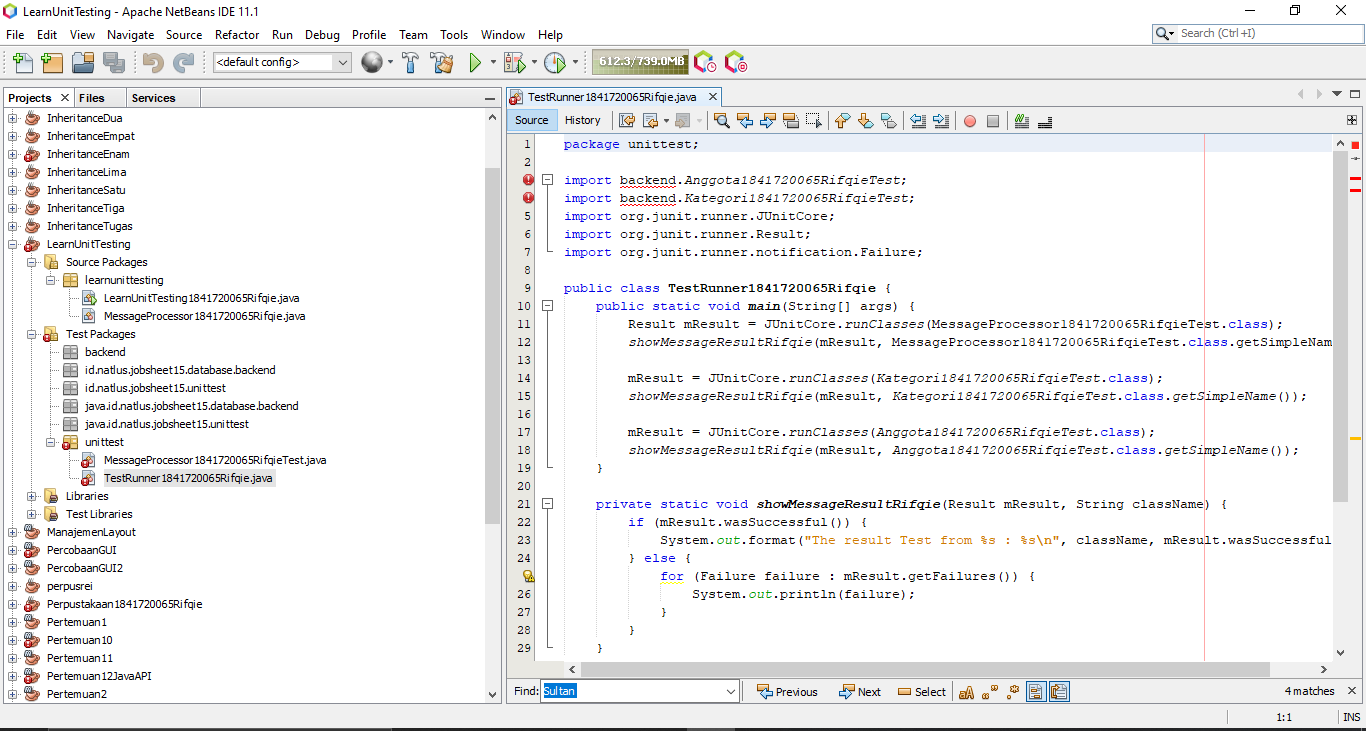 LearnUnitTesting - Apache NetBeans IDE 11.1
File Edit View Navigate Source Refactor Run Debug Profile Team Tools Window Help
Search (Ctrl+I)
<default config>
612.3/739.0MB
Projects Files Services
InheritanceDua
InheritanceEmpat
InheritanceEnam
InheritanceLima
InheritanceSatu
InheritanceTiga
InheritanceTugas
LearnUnitTesting
Source Packages
learnunittesting
LearnUnitTesting1841720065Rifqie.java
MessageProcessor1841720065Rifqie.java
Test Packages
backend
id.natlus.jobsheet15.database.backend
id.natlus.jobsheet15.unittest
java.id.natlus.jobsheet15.database.backend
java.id.natlus.jobsheet15.unittest
unittest
MessageProcessor1841720065RifqieTest.java
TestRunner1841720065Rifqie.java
Libraries
Test Libraries
ManajemenLayout
PercobaanGUI
PercobaanGUI2
perpusrei
Perpustakaan1841720065Rifqie
Pertemuan1
Pertemuan10
Pertemuan11
Pertemuan12JavaAPI
Pertemuan2
TestRunner1841720065Rifqie.java
Source History
1 package unittest;
2
import backend.Anggota1841720065RifqieTest;
import backend.Kategori1841720065RifqieTest;
5 import org.junit.runner.JUnitCore;
6 import org.junit.runner.Result;
7 import org.junit.runner.notification.Failure;
8
9 public class TestRunner1841720065Rifqie {
10 public static void main(String[] args) {
11 Result mResult = JUnitCore.runClasses(MessageProcessor1841720065RifqieTest.class);
12 showMessageResultRifqie(mResult, MessageProcessor1841720065RifqieTest.class.getSimpleNam
13
14 mResult = JUnitCore.runClasses(Kategori1841720065RifqieTest.class);
15 showMessageResultRifqie(mResult, Kategori1841720065RifqieTest.class.getSimpleName());
16
17 mResult = JUnitCore.runClasses(Anggota1841720065RifqieTest.class);
18 showMessageResultRifqie(mResult, Anggota1841720065RifqieTest.class.getSimpleName());
19 }
20
21 private static void showMessageResultRifqie(Result mResult, String className) {
22 if (mResult.wasSuccessful()) {
23 System.out.format("The result Test from %s : %s\n", className, mResult.wasSuccessful
24 } else {
for (Failure failure : mResult.getFailures()) {
26 System.out.println(failure);
27 }
28 }
29 }
Find: Sultan Previous Next Select 4 matches
1:1 INS